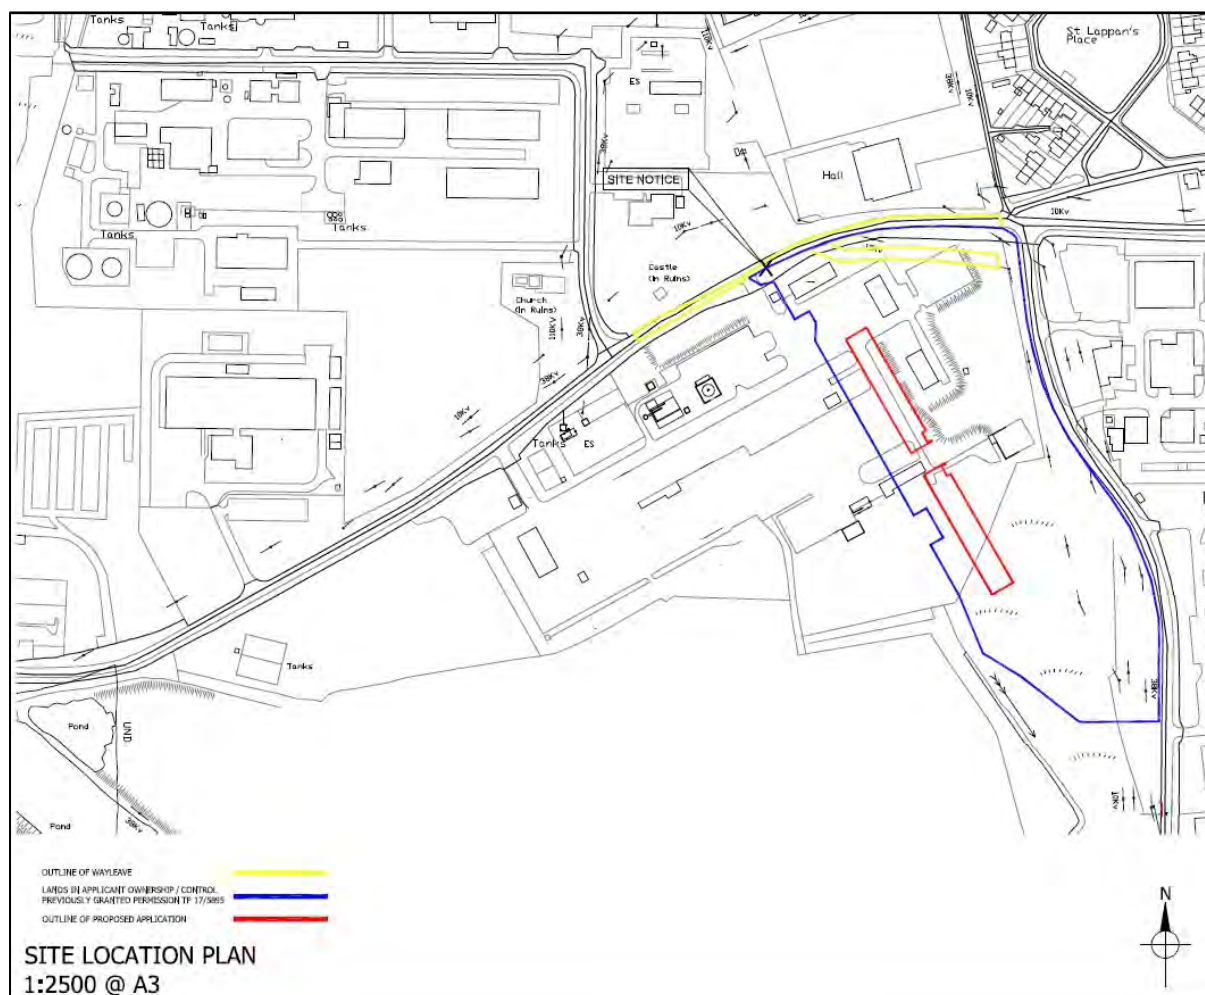 Tanks
Tanks
110Kv
St Lappan's
Place
ES
38Kv
10Kv
38Kv
Hall
SITE NOTICE
10Kv
10Kv
Tanks
Tanks
Castle
(in Ruins)
Church
(in Ruins)
110KV
38Kv
38Kv
10Kv
Tanks
ES
Tanks
38Kv
Pond
UND
10Kv
Pond
38Kv
OUTLINE OF WAYLEAVE
LANDS IN APPLICANT OWNERSHIP / CONTROL
PREVIOUSLY GRANTED PERMISSION TP 17/5895
OUTLINE OF PROPOSED APPLICATION
N
SITE LOCATION PLAN
1:2500 @ A3